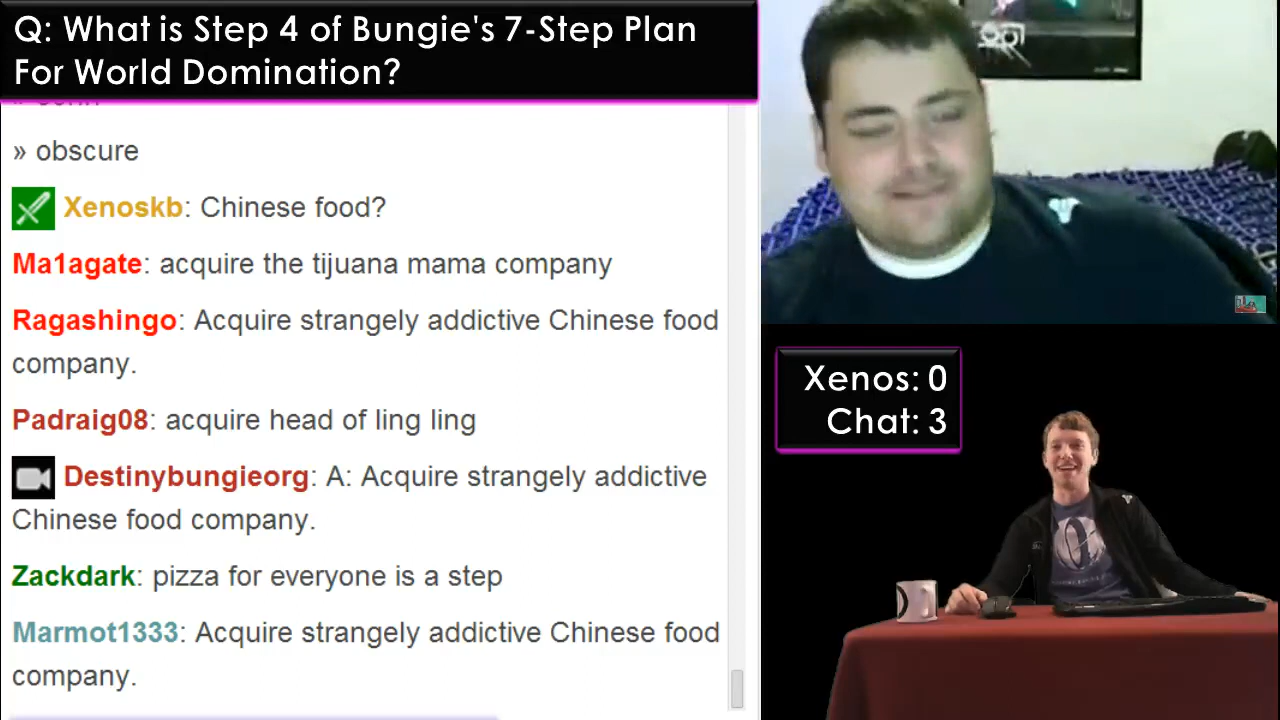 Q: What is Step 4 of Bungie's 7-Step Plan
For World Domination?
» obscure
Xenoskb: Chinese food?
Ma1agate: acquire the tijuana mama company
Ragashingo: Acquire strangely addictive Chinese food
company.
Padraig08: acquire head of ling ling
Destinybungieorg: A: Acquire strangely addictive
Chinese food company.
Zackdark: pizza for everyone is a step
Marmot1333: Acquire strangely addictive Chinese food
company.
Xenos: 0
Chat: 3